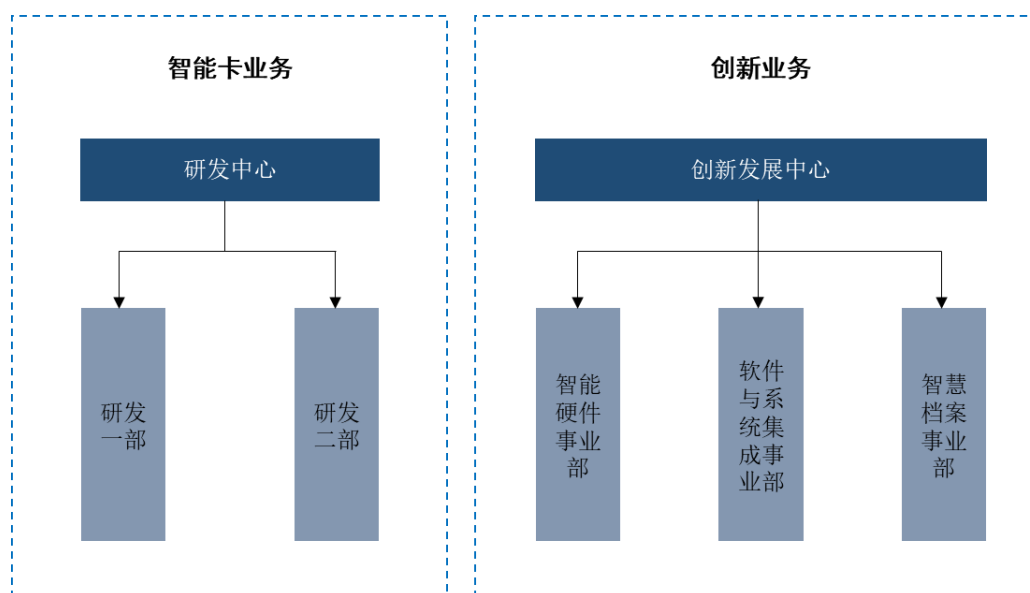 智能卡业务
研发中心
研发
一部
研发
二部
创新业务
创新发展中心
智能
硬件
事业
部
软件
与系
统集
成事
业部
智慧
档案
事业
部